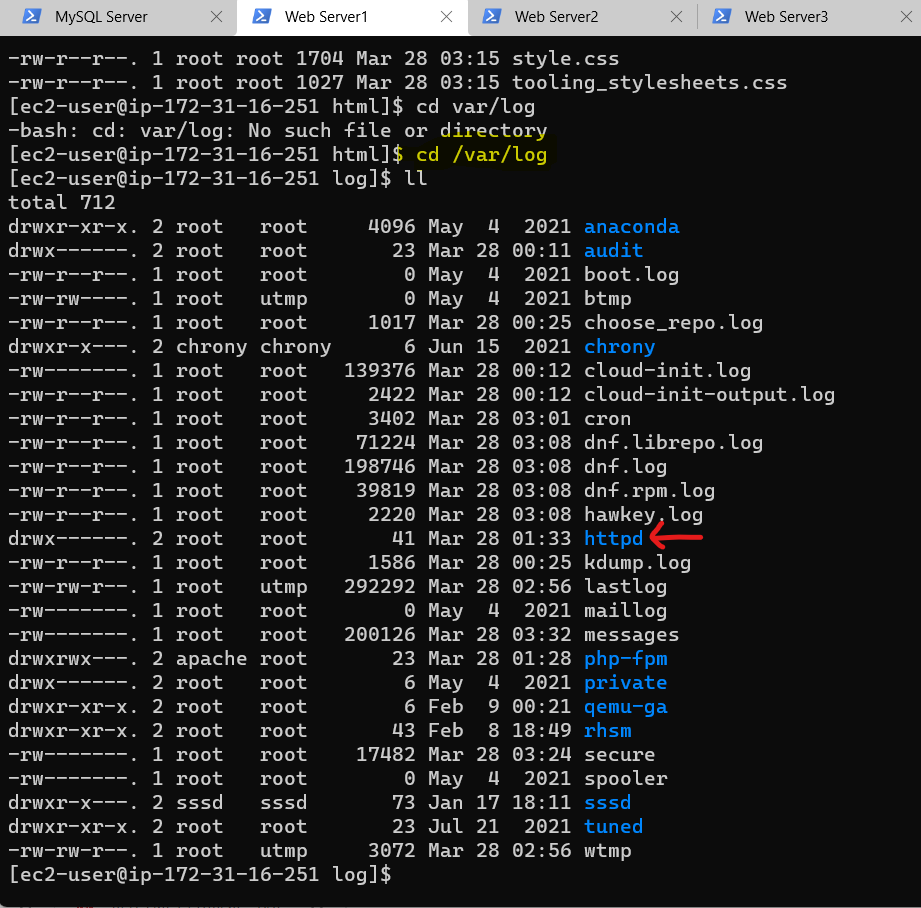 MySQL Server
Web Server1
Web Server2
Web Server3
-rw-r--r--. 1 root root 1704 Mar 28 03:15 style.css
-rw-r--r--. 1 root root 1027 Mar 28 03:15 tooling_stylesheets.css
[ec2-user@ip-172-31-16-251 html]$ cd var/log
-bash: cd: var/log: No such file or directory
[ec2-user@ip-172-31-16-251 html]$ cd /var/log
[ec2-user@ip-172-31-16-251 log]$ ll
total 712
drwxr-xr-x. 2 root   root     4096 May  4  2021 anaconda
drwx------. 2 root   root       23 Mar 28 00:11 audit
-rw-r--r--. 1 root   root        0 May  4  2021 boot.log
-rw-rw----. 1 root   utmp        0 May  4  2021 btmp
-rw-r--r--. 1 root   root     1017 Mar 28 00:25 choose_repo.log
drwxr-x---. 2 chrony chrony      6 Jun 15  2021 chrony
-rw-------. 1 root   root   139376 Mar 28 00:12 cloud-init.log
-rw-r--r--. 1 root   root     2422 Mar 28 00:12 cloud-init-output.log
-rw-r--r--. 1 root   root     3402 Mar 28 03:01 cron
-rw-r--r--. 1 root   root    71224 Mar 28 03:08 dnf.librepo.log
-rw-r--r--. 1 root   root   198746 Mar 28 03:08 dnf.log
-rw-r--r--. 1 root   root    39819 Mar 28 03:08 dnf.rpm.log
-rw-r--r--. 1 root   root     2220 Mar 28 03:08 hawkey.log
drwx------. 2 root   root       41 Mar 28 01:33 httpd
-rw-r--r--. 1 root   root     1586 Mar 28 00:25 kdump.log
-rw-rw-r--. 1 root   utmp   292292 Mar 28 02:56 lastlog
-rw-------. 1 root   root        0 May  4  2021 maillog
-rw-------. 1 root   root   200126 Mar 28 03:32 messages
drwxrwx---. 2 apache root       23 Mar 28 01:28 php-fpm
drwx------. 2 root   root        6 May  4  2021 private
drwxr-xr-x. 2 root   root        6 Feb  9 00:21 qemu-ga
drwxr-xr-x. 2 root   root       43 Feb  8 18:49 rhsm
-rw-------. 1 root   root    17482 Mar 28 03:24 secure
-rw-------. 1 root   root        0 May  4  2021 spooler
drwxr-x---. 2 sssd   sssd       73 Jan 17 18:11 sssd
drwxr-xr-x. 2 root   root       23 Jul 21  2021 tuned
-rw-rw-r--. 1 root   utmp     3072 Mar 28 02:56 wtmp
[ec2-user@ip-172-31-16-251 log]$